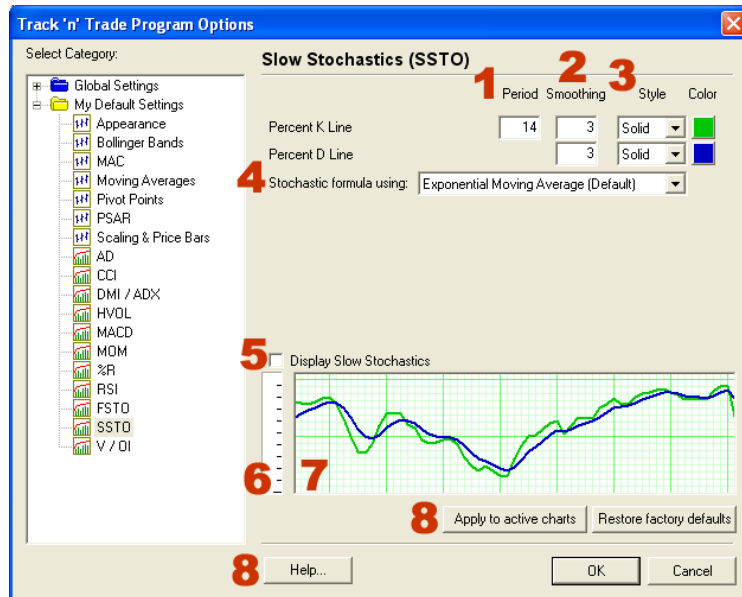 Track 'n' Trade Program Options
Select Category:
Global Settings
My Default Settings
Appearance
Bollinger Bands
MAC
Moving Averages
Pivot Points
PSAR
Scaling & Price Bars
AD
CCI
DMI / ADX
HVOL
MACD
MOM
%R
RSI
FSTO
SSTO
V / OI
Slow Stochastics (SSTO)
1 Period 2 Smoothing 3 Style Color
Percent K Line 14 3 Solid
Percent D Line 3 Solid
4 Stochastic formula using: Exponential Moving Average (Default)
5 Display Slow Stochastics
6 7
8 Apply to active charts Restore factory defaults
8 Help... OK Cancel